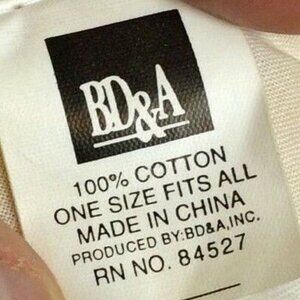 BD&A
100% COTTON
ONE SIZE FITS ALL
MADE IN CHINA
PRODUCED BY:BD&A,INC.
RN NO. 84527